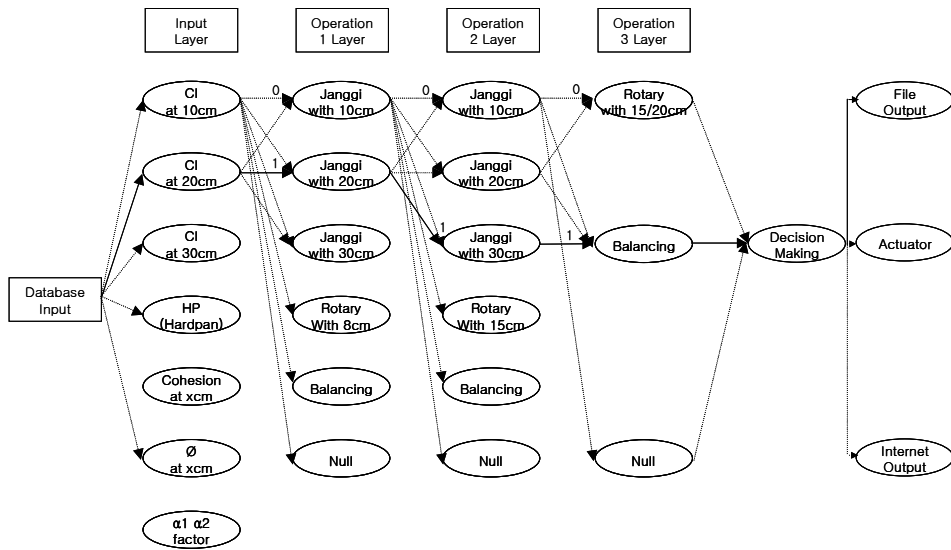 Input
Layer
Operation
1 Layer
Operation
2 Layer
Operation
3 Layer
Database
Input
CI
at 10cm
CI
at 20cm
CI
at 30cm
HP
(Hardpan)
Cohesion
at xcm
Ø
at xcm
α1 α2
factor
0
1
Janggi
with 10cm
Janggi
with 20cm
Janggi
with 30cm
Rotary
With 8cm
Balancing
Null
0
1
Janggi
with 10cm
Janggi
with 20cm
Janggi
with 30cm
Rotary
With 15cm
Balancing
Null
0
1
Rotary
with 15/20cm
Balancing
Null
Decision
Making
File
Output
Actuator
Internet
Output